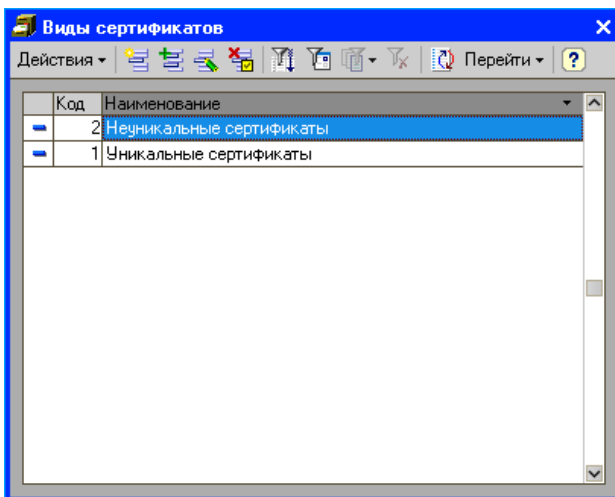 Виды сертификатов
Действия Перейти ?
Код Наименование
2 Неуникальные сертификаты
1 Уникальные сертификаты